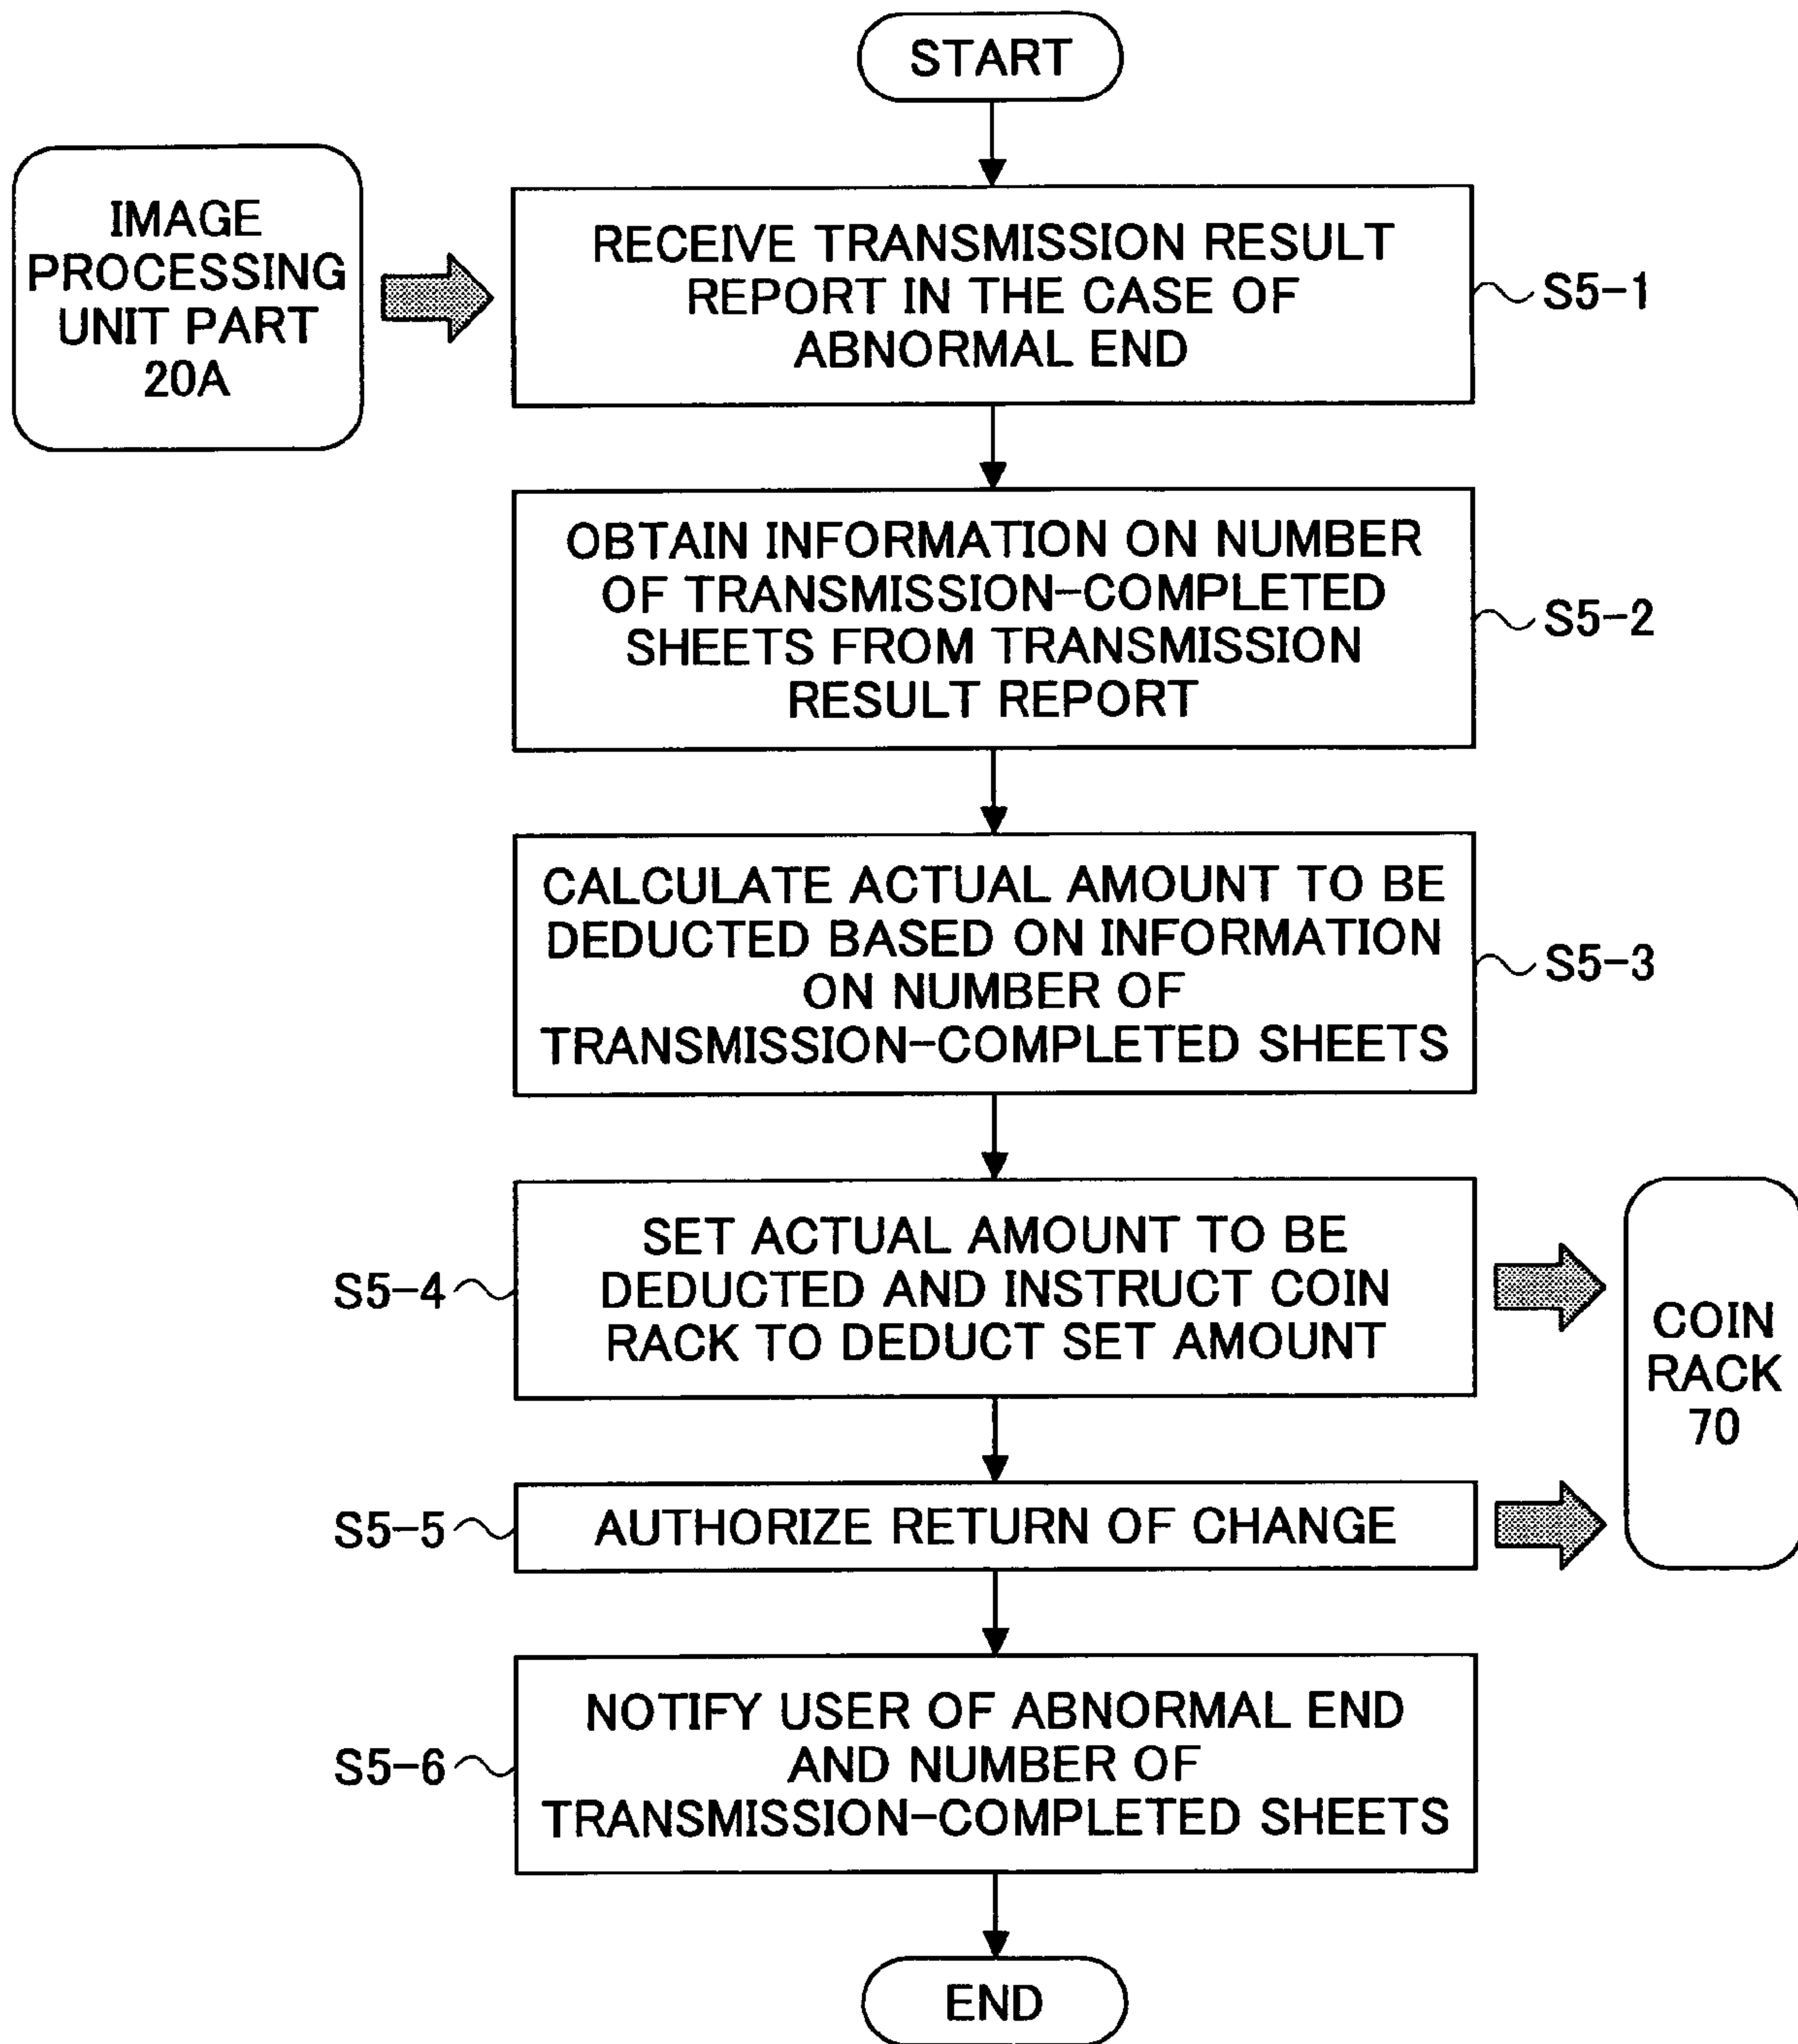 START
IMAGE
PROCESSING
UNIT PART
20A
RECEIVE TRANSMISSION RESULT
REPORT IN THE CASE OF
ABNORMAL END
S5-1
OBTAIN INFORMATION ON NUMBER
OF TRANSMISSION-COMPLETED
SHEETS FROM TRANSMISSION
RESULT REPORT
S5-2
CALCULATE ACTUAL AMOUNT TO BE
DEDUCTED BASED ON INFORMATION
ON NUMBER OF
TRANSMISSION-COMPLETED SHEETS
S5-3
S5-4
SET ACTUAL AMOUNT TO BE
DEDUCTED AND INSTRUCT COIN
RACK TO DEDUCT SET AMOUNT
COIN
RACK
70
S5-5
AUTHORIZE RETURN OF CHANGE
S5-6
NOTIFY USER OF ABNORMAL END
AND NUMBER OF
TRANSMISSION-COMPLETED SHEETS
END